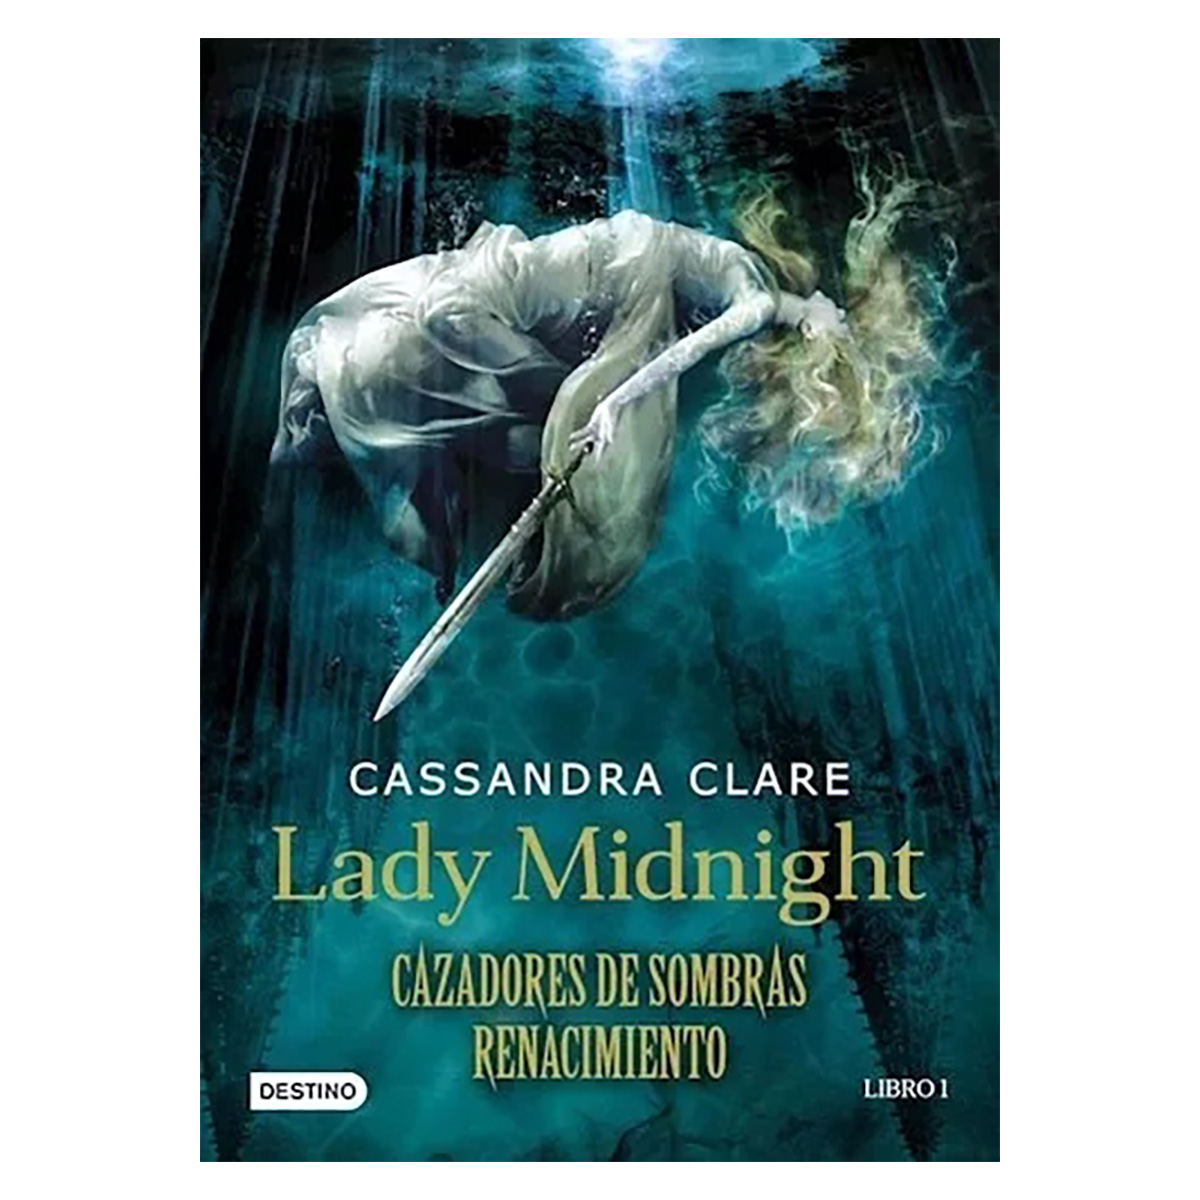 CASSANDRA CLARE
Lady Midnight
CAZADORES DE SOMBRAS
RENACIMIENTO
DESTINO
LIBRO 1